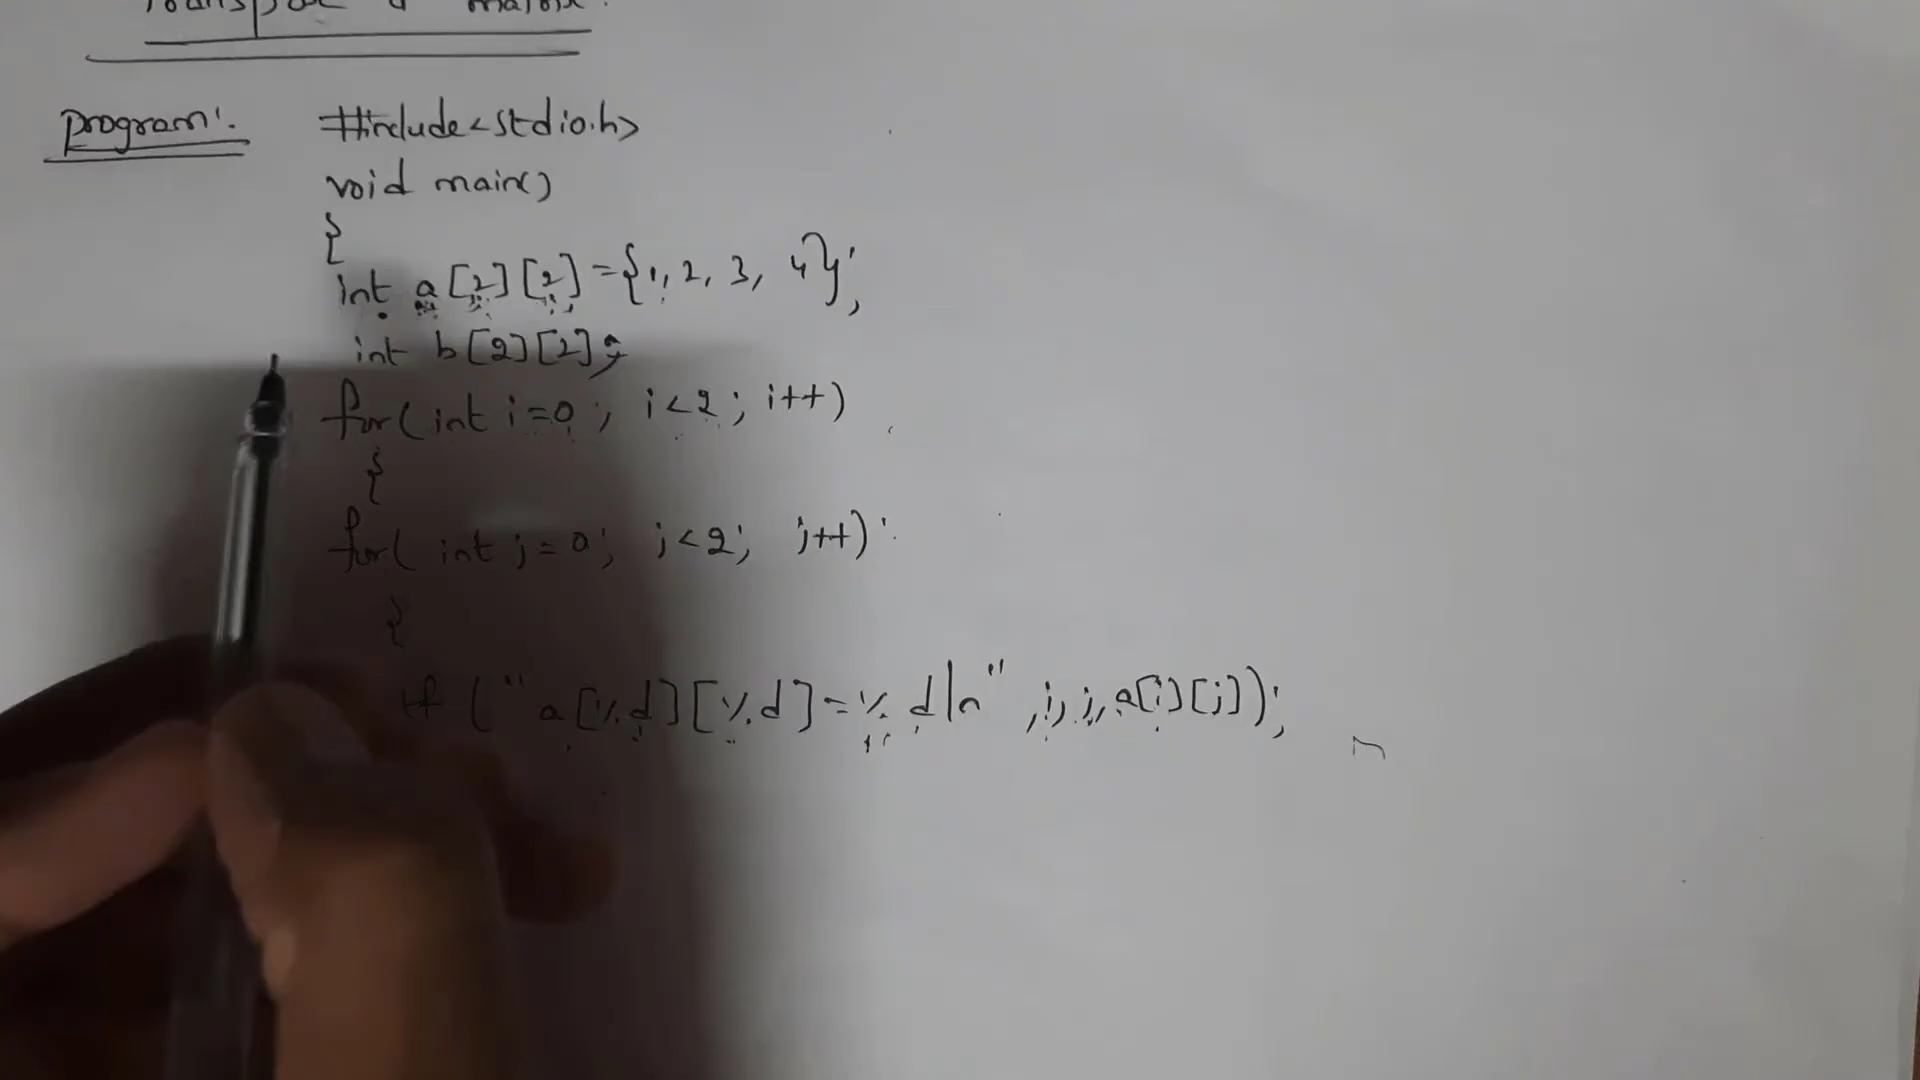 a matrix.
Program:
#include<stdio.h>
void main()
{
int a[2][2]={1, 2, 3, 4};
int b[2][2];
for(int i=0; i<2; i++)
{
for( int j=0; j<2; j++)
{
("a[%d][%d]=%d\n", i, j, a[i][j]);